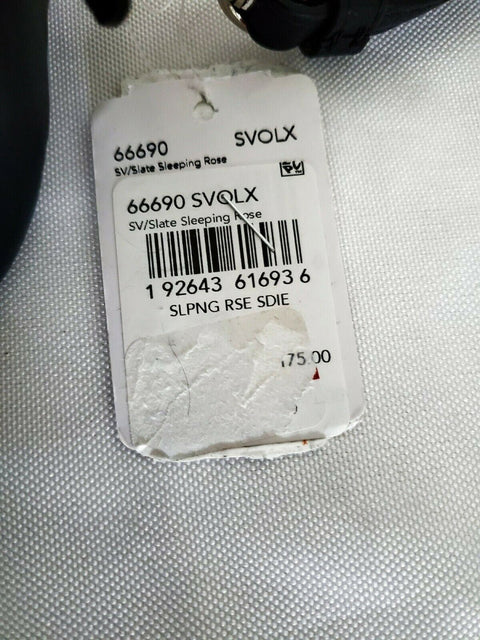 66690 SVOLX
SV/Slate Sleeping Rose
66690 SVOLX
SV/Slate Sleeping Rose
1 92643 61693 6
SLPNG RSE SDIE
75.00